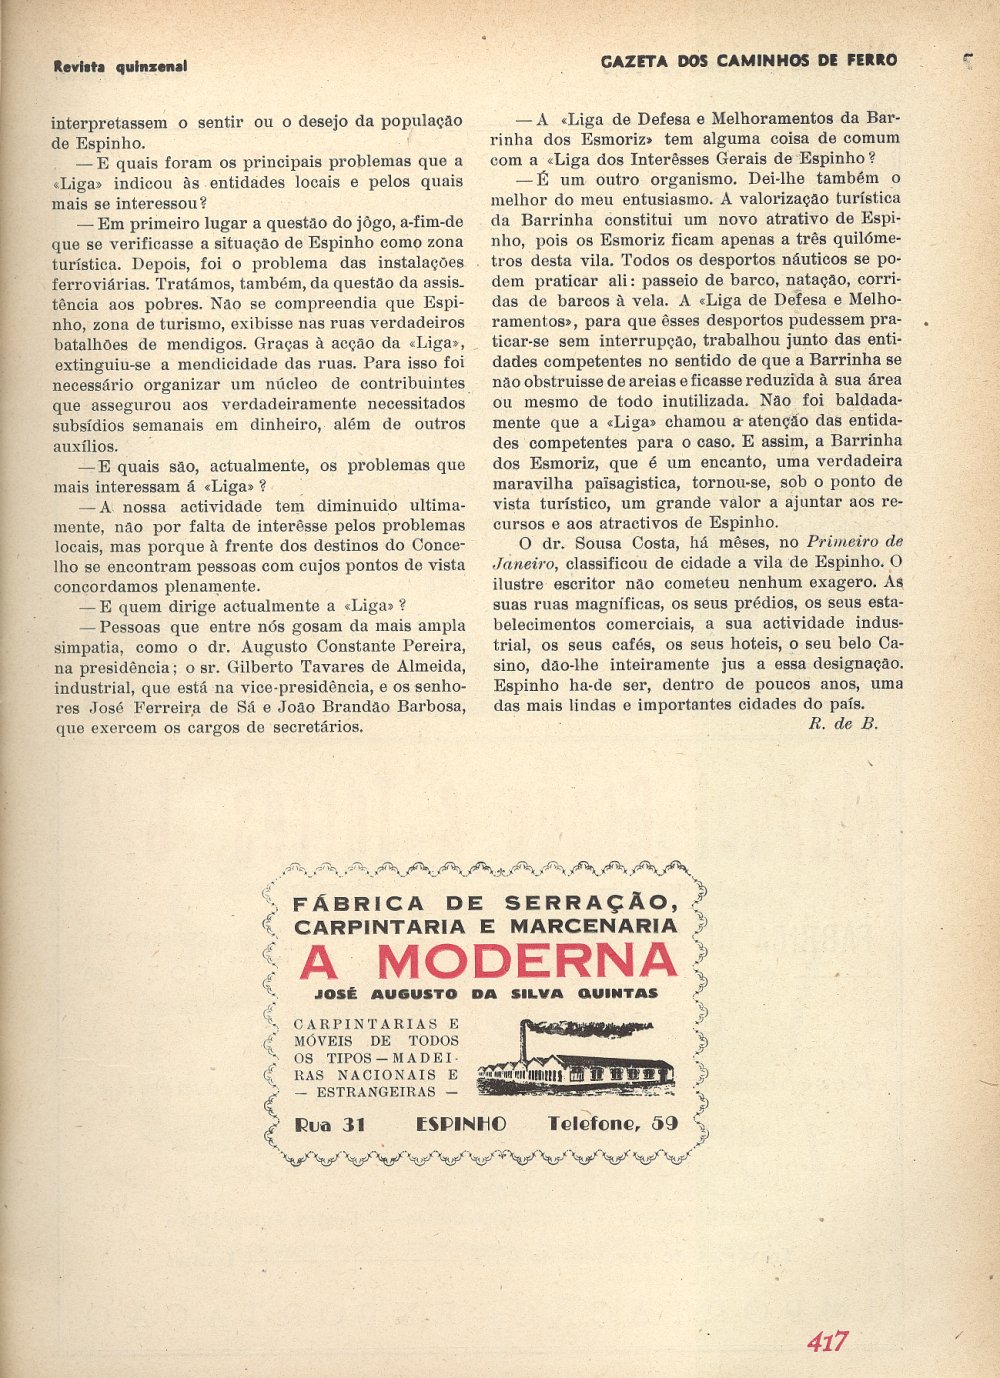 Revista quinzenal
GAZETA DOS CAMINHOS DE FERRO
interpretassem o sentir ou o desejo da população
de Espinho.
— E quais foram os principais problemas que a
«Liga» indicou às entidades locais e pelos quais
mais se interessou?
— Em primeiro lugar a questão do jôgo, a-fim-de
que se verificasse a situação de Espinho como zona
turística. Depois, foi o problema das instalações
ferroviárias. Tratámos, também, da questão da assis-
tência aos pobres. Não se compreendia que Espi-
nho, zona de turismo, exibisse nas ruas verdadeiros
batalhões de mendigos. Graças à acção da «Liga»,
extinguiu-se a mendicidade das ruas. Para isso foi
necessário organizar um núcleo de contribuintes
que assegurou aos verdadeiramente necessitados
subsídios semanais em dinheiro, além de outros
auxílios.
— E quais são, actualmente, os problemas que
mais interessam á «Liga»?
— A nossa actividade tem diminuido ultima-
mente, não por falta de interêsse pelos problemas
locais, mas porque à frente dos destinos do Conce-
lho se encontram pessoas com cujos pontos de vista
concordamos plenamente.
— E quem dirige actualmente a «Liga»?
— Pessoas que entre nós gosam da mais ampla
simpatia, como o dr. Augusto Constante Pereira,
na presidência; o sr. Gilberto Tavares de Almeida,
industrial, que está na vice-presidência, e os senho-
res José Ferreira de Sá e João Brandão Barbosa,
que exercem os cargos de secretários.
— A «Liga de Defesa e Melhoramentos da Bar-
rinha dos Esmoriz» tem alguma coisa de comum
com a «Liga dos Interêsses Gerais de Espinho?
— É um outro organismo. Dei-lhe também o
melhor do meu entusiasmo. A valorização turística
da Barrinha constitui um novo atrativo de Espi-
nho, pois os Esmoriz ficam apenas a três quilóme-
tros desta vila. Todos os desportos náuticos se po-
dem praticar ali: passeio de barco, natação, corri-
das de barcos à vela. A «Liga de Defesa e Melho-
ramentos», para que êsses desportos pudessem pra-
ticar-se sem interrupção, trabalhou junto das enti-
dades competentes no sentido de que a Barrinha se
não obstruisse de areias e ficasse reduzida à sua área
ou mesmo de todo inutilizada. Não foi baldada-
mente que a «Liga» chamou a atenção das entida-
des competentes para o caso. E assim, a Barrinha
dos Esmoriz, que é um encanto, uma verdadeira
maravilha païsagistica, tornou-se, sob o ponto de
vista turístico, um grande valor a ajuntar aos re-
cursos e aos atractivos de Espinho.
O dr. Sousa Costa, há mêses, no Primeiro de
Janeiro, classificou de cidade a vila de Espinho. O
ilustre escritor não cometeu nenhum exagero. As
suas ruas magníficas, os seus prédios, os seus esta-
belecimentos comerciais, a sua actividade indus-
trial, os seus cafés, os seus hoteis, o seu belo Ca-
sino, dão-lhe inteiramente jus a essa designação.
Espinho ha-de ser, dentro de poucos anos, uma
das mais lindas e importantes cidades do país.
R. de B.
FÁBRICA DE SERRAÇÃO,
CARPINTARIA E MARCENARIA
A MODERNA
JOSÉ AUGUSTO DA SILVA QUINTAS
CARPINTARIAS E
MÓVEIS DE TODOS
OS TIPOS — MADEI-
RAS NACIONAIS E
— ESTRANGEIRAS —
Rua 31 ESPINHO Telefone, 59
417